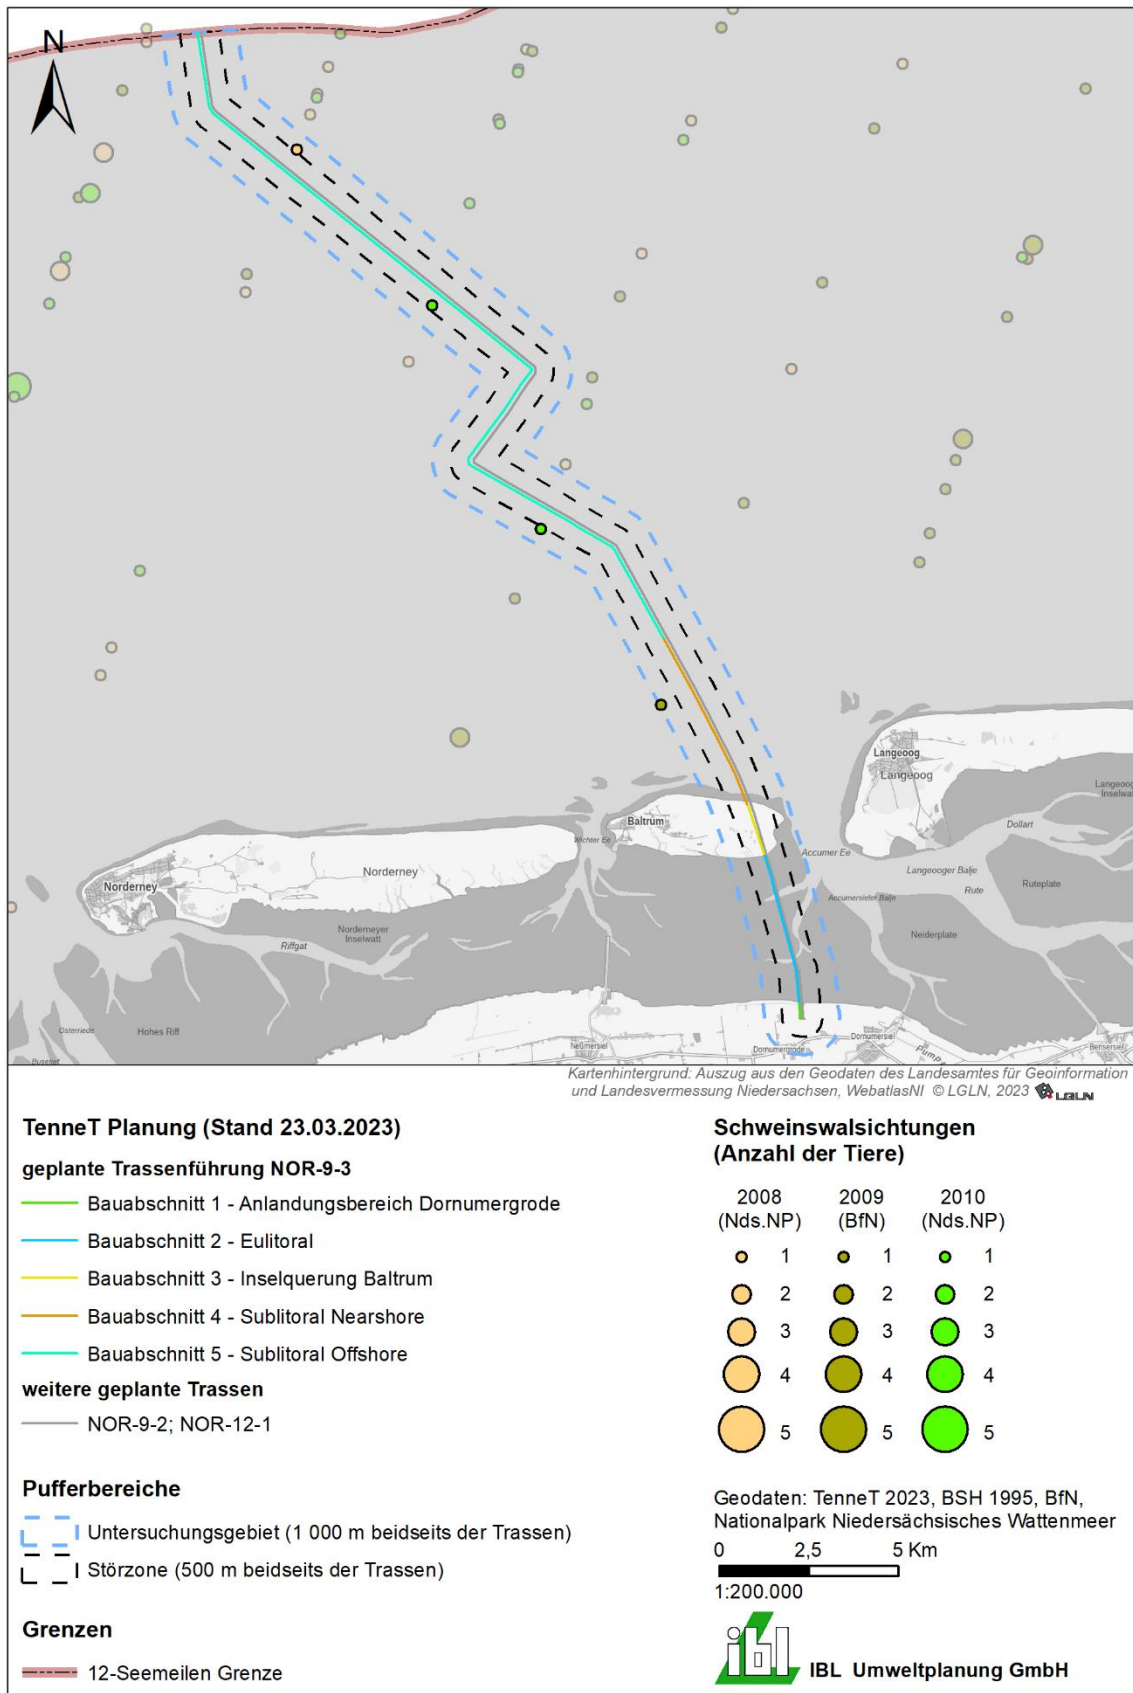 N
Langeoog
Langeoog
Langeoog
Inselwatt
Baltrum
Wichter Ee
Dollart
Accumer Ee
Langeooger Balje
Norderney
Norderney
Rute
Ruteplate
Accumersieler Balje
Norderneyer
Inselwatt
Neiderplate
Riffgat
Osterriede
Hohes Riff
Dornumersiel
Neßmersiel
Dornumergrode
Bensersiel
Kartenhintergrund: Auszug aus den Geodaten des Landesamtes für Geoinformation
und Landesvermessung Niedersachsen, WebatlasNI © LGLN, 2023 LGLN
TenneT Planung (Stand 23.03.2023)
geplante Trassenführung NOR-9-3
Bauabschnitt 1 - Anlandungsbereich Dornumergrode
Bauabschnitt 2 - Eulitoral
Bauabschnitt 3 - Inselquerung Baltrum
Bauabschnitt 4 - Sublitoral Nearshore
Bauabschnitt 5 - Sublitoral Offshore
weitere geplante Trassen
NOR-9-2; NOR-12-1
Pufferbereiche
Untersuchungsgebiet (1 000 m beidseits der Trassen)
Störzone (500 m beidseits der Trassen)
Grenzen
12-Seemeilen Grenze
Schweinswalsichtungen
(Anzahl der Tiere)
2008 2009 2010
(Nds.NP) (BfN) (Nds.NP)
1 1 1
2 2 2
3 3 3
4 4 4
5 5 5
Geodaten: TenneT 2023, BSH 1995, BfN,
Nationalpark Niedersächsisches Wattenmeer
0 2,5 5 Km
1:200.000
ibl IBL Umweltplanung GmbH